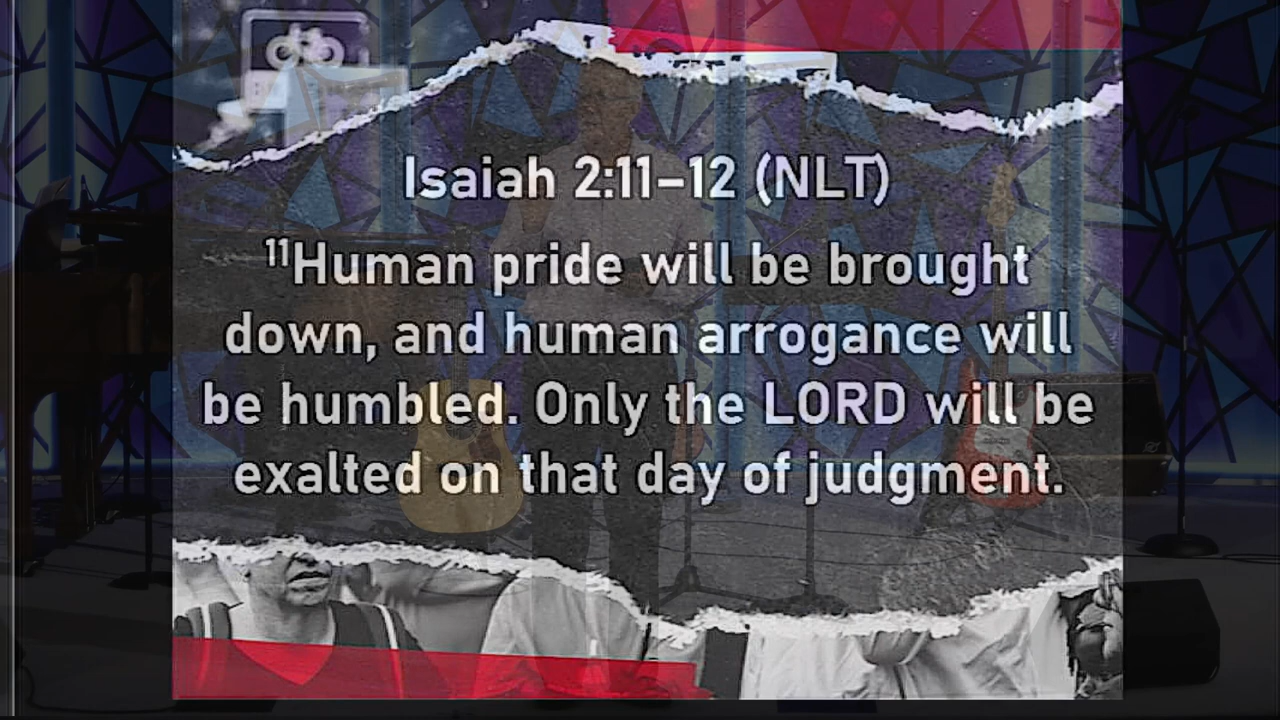 Isaiah 2:11–12 (NLT)
¹¹Human pride will be brought
down, and human arrogance will
be humbled. Only the LORD will be
exalted on that day of judgment.